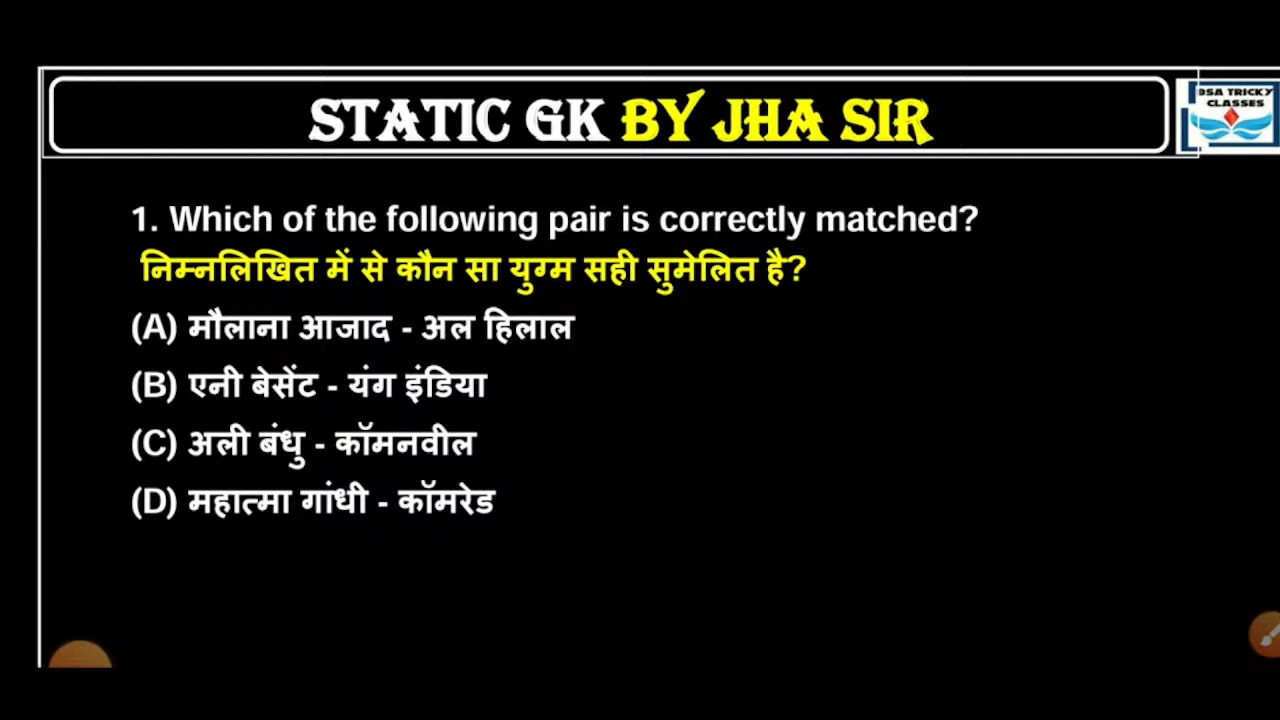 STATIC GK BY JHA SIR
BSA TRICKY
CLASSES
1. Which of the following pair is correctly matched?
निम्नलिखित में से कौन सा युग्म सही सुमेलित है?
(A) मौलाना आजाद - अल हिलाल
(B) एनी बेसेंट - यंग इंडिया
(C) अली बंधु - कॉमनवील
(D) महात्मा गांधी - कॉमरेड